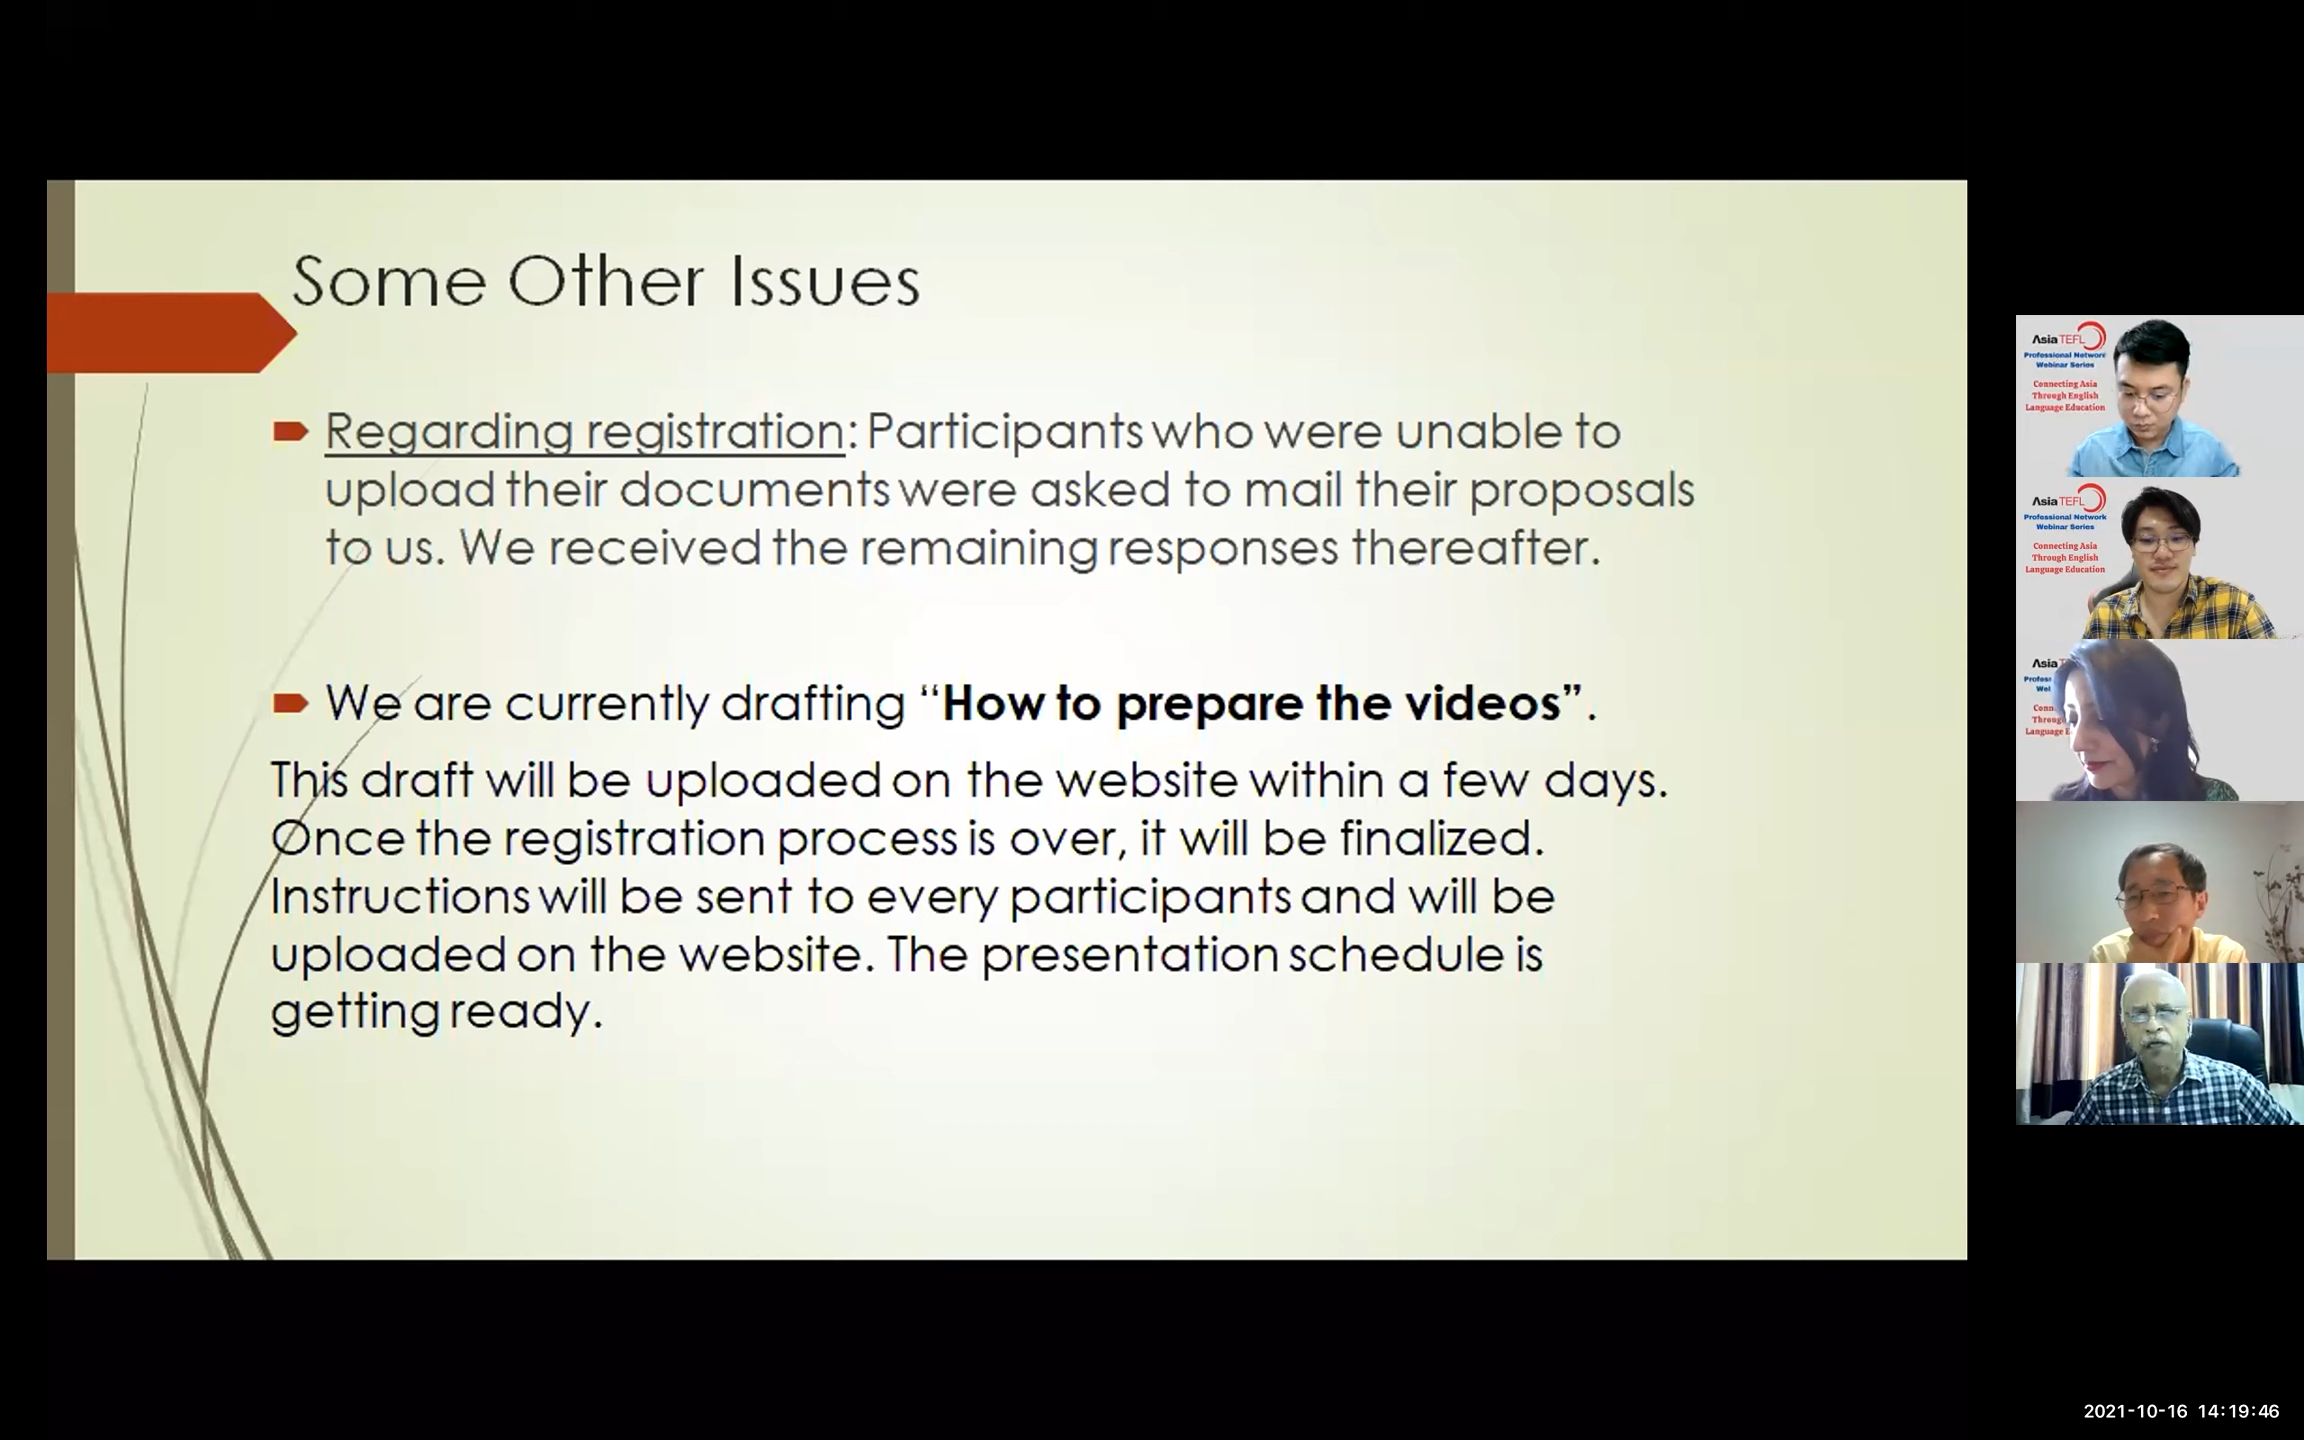 Some Other Issues
Regarding registration: Participants who were unable to
upload their documents were asked to mail their proposals
to us. We received the remaining responses thereafter.
We are currently drafting “How to prepare the videos”.
This draft will be uploaded on the website within a few days.
Once the registration process is over, it will be finalized.
Instructions will be sent to every participants and will be
uploaded on the website. The presentation schedule is
getting ready.
Asia TEFL
Professional Network
Webinar Series
Connecting Asia
Through English
Language Education
Asia TEFL
Professional Network
Webinar Series
Connecting Asia
Through English
Language Education
Asia
2021-10-16 14:19:46